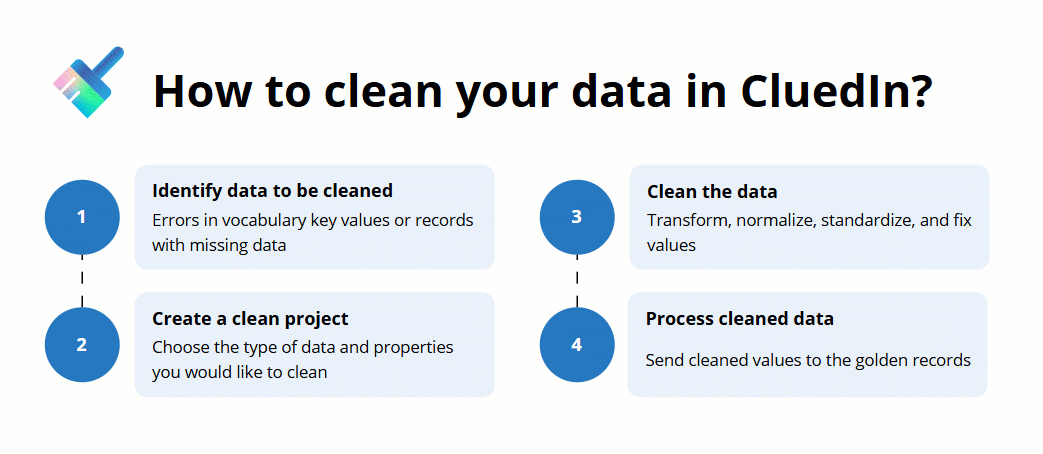 How to clean your data in CluedIn?
1
Identify data to be cleaned
Errors in vocabulary key values or records
with missing data
2
Create a clean project
Choose the type of data and properties
you would like to clean
3
Clean the data
Transform, normalize, standardize, and fix
values
4
Process cleaned data
Send cleaned values to the golden records